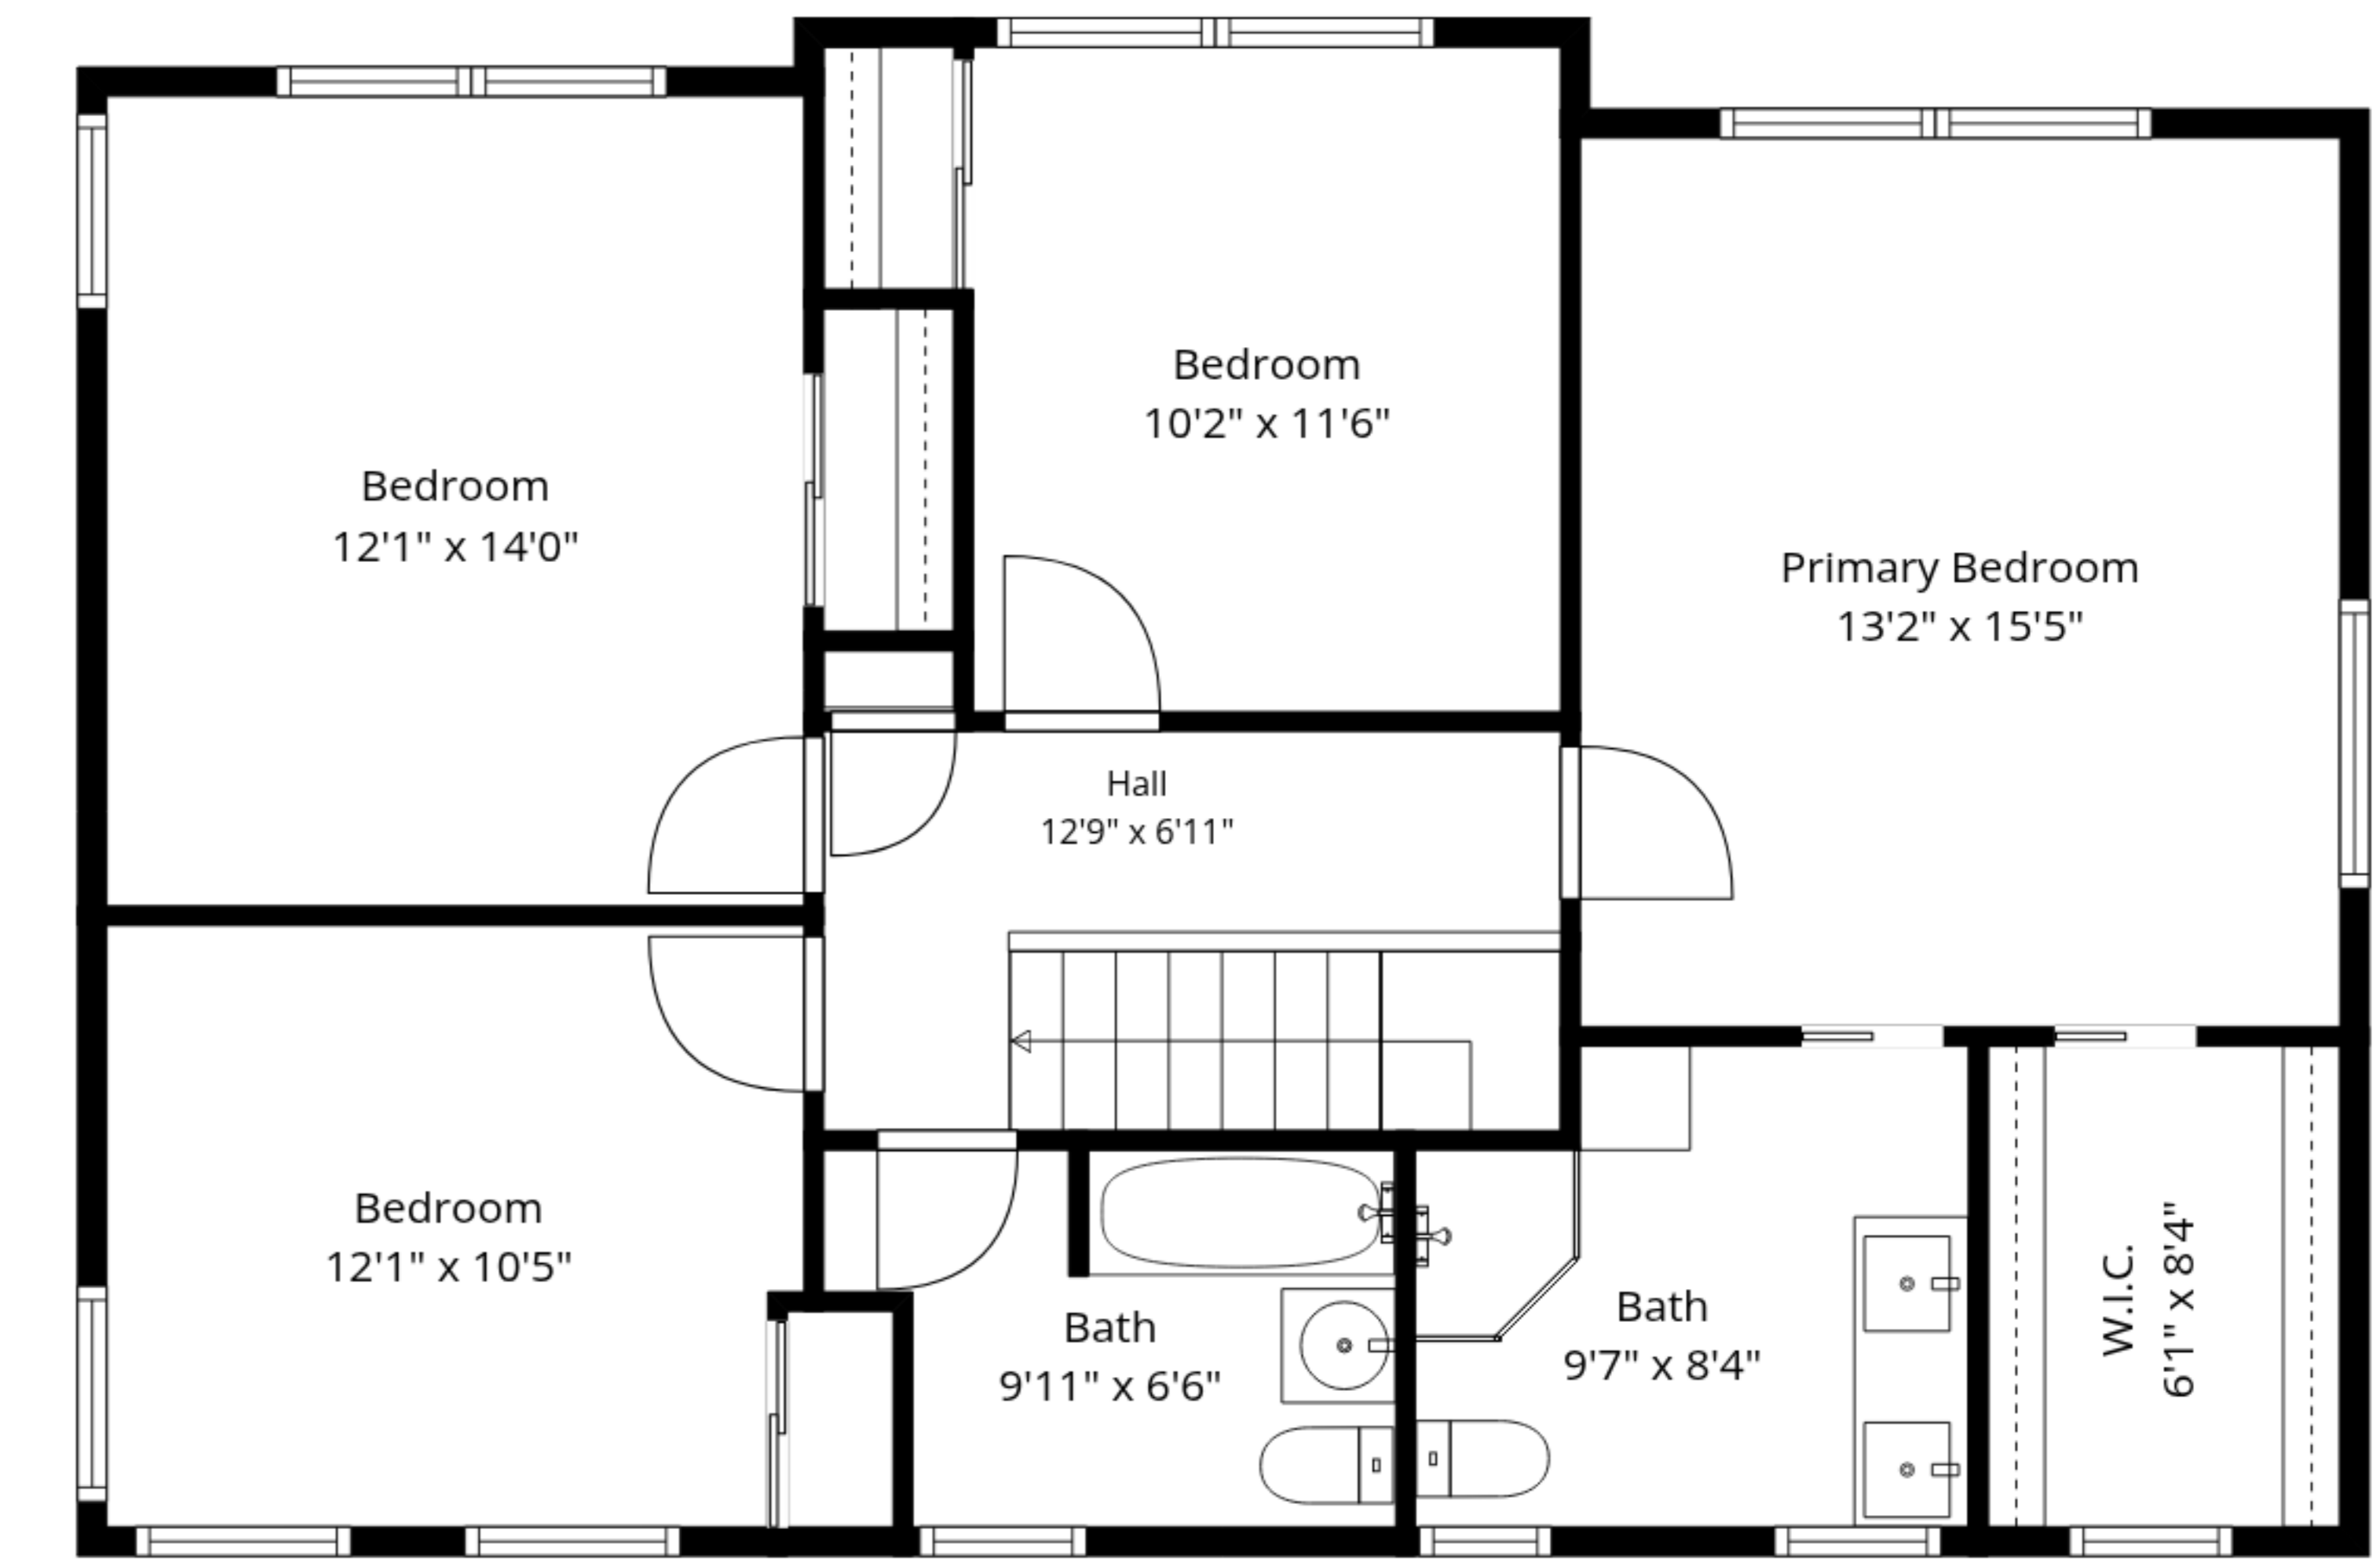 Bedroom
10'2" x 11'6"
Bedroom
12'1" x 14'0"
Primary Bedroom
13'2" x 15'5"
Hall
12'9" x 6'11"
Bedroom
12'1" x 10'5"
Bath
9'11" x 6'6"
Bath
9'7" x 8'4"
W.I.C.
6'1" x 8'4"